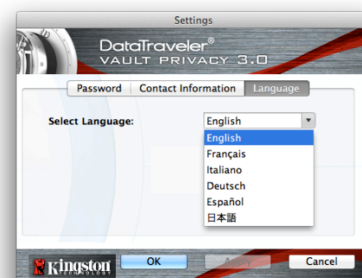 Settings
DataTraveler®
VAULT PRIVACY 3.0
Password Contact Information Language
Select Language: English
English
Français
Italiano
Deutsch
Español
日本語
Kingston
TECHNOLOGY
OK Cancel